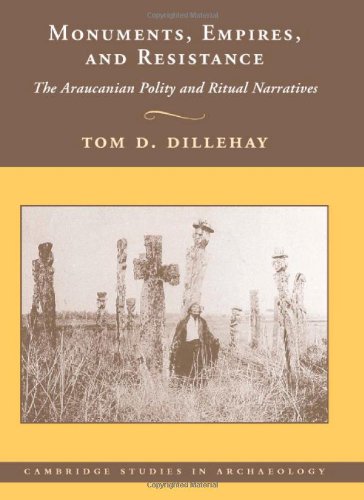 MONUMENTS, EMPIRES,
AND RESISTANCE
The Araucanian Polity and Ritual Narratives
TOM D. DILLEHAY
CAMBRIDGE STUDIES IN ARCHAEOLOGY